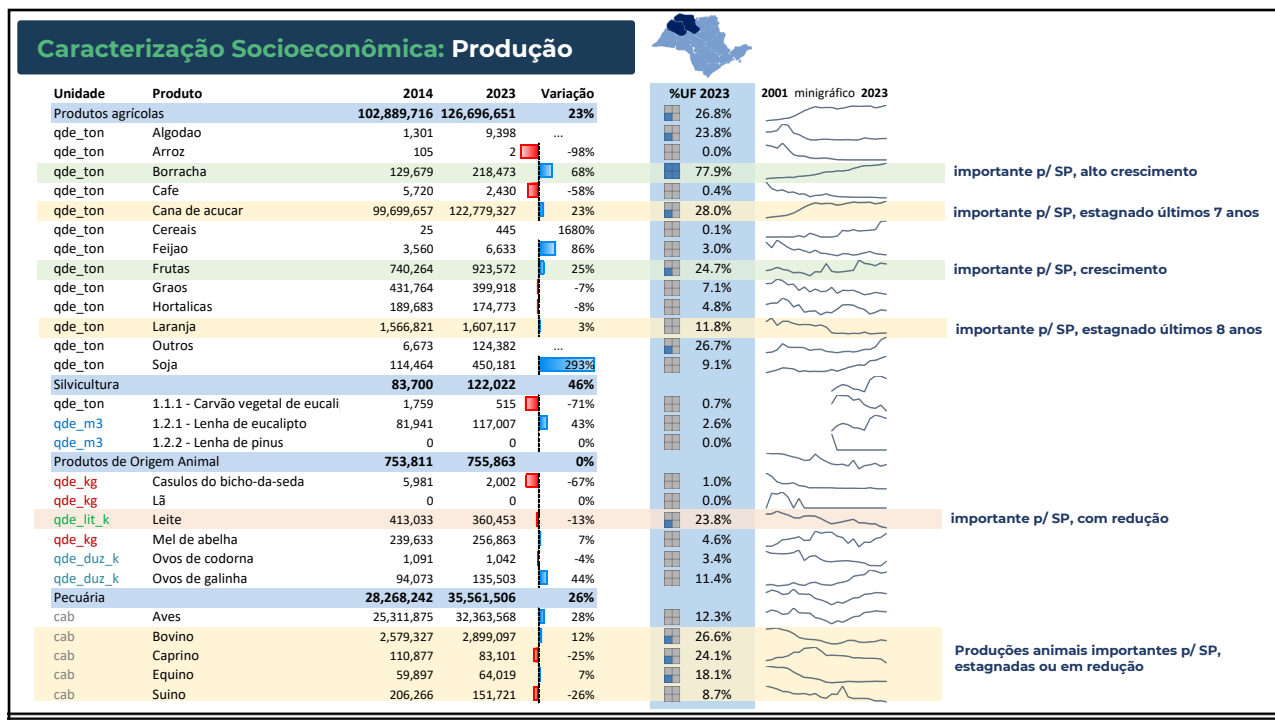 Caracterização Socioeconômica: Produção
Unidade Produto 2014 2023 Variação %UF 2023 2001 minigráfico 2023
Produtos agrícolas 102,889,716 126,696,651 23% 26.8%
qde_ton Algodao 1,301 9,398 ... 23.8%
qde_ton Arroz 105 2 -98% 0.0%
qde_ton Borracha 129,679 218,473 68% 77.9% importante p/ SP, alto crescimento
qde_ton Cafe 5,720 2,430 -58% 0.4%
qde_ton Cana de acucar 99,699,657 122,779,327 23% 28.0% importante p/ SP, estagnado últimos 7 anos
qde_ton Cereais 25 445 1680% 0.1%
qde_ton Feijao 3,560 6,633 86% 3.0%
qde_ton Frutas 740,264 923,572 25% 24.7% importante p/ SP, crescimento
qde_ton Graos 431,764 399,918 -7% 7.1%
qde_ton Hortalicas 189,683 174,773 -8% 4.8%
qde_ton Laranja 1,566,821 1,607,117 3% 11.8% importante p/ SP, estagnado últimos 8 anos
qde_ton Outros 6,673 124,382 ... 26.7%
qde_ton Soja 114,464 450,181 293% 9.1%
Silvicultura 83,700 122,022 46%
qde_ton 1.1.1 - Carvão vegetal de eucali 1,759 515 -71% 0.7%
qde_m3 1.2.1 - Lenha de eucalipto 81,941 117,007 43% 2.6%
qde_m3 1.2.2 - Lenha de pinus 0 0 0% 0.0%
Produtos de Origem Animal 753,811 755,863 0%
qde_kg Casulos do bicho-da-seda 5,981 2,002 -67% 1.0%
qde_kg Lã 0 0 0% 0.0%
qde_lit_k Leite 413,033 360,453 -13% 23.8% importante p/ SP, com redução
qde_kg Mel de abelha 239,633 256,863 7% 4.6%
qde_duz_k Ovos de codorna 1,091 1,042 -4% 3.4%
qde_duz_k Ovos de galinha 94,073 135,503 44% 11.4%
Pecuária 28,268,242 35,561,506 26%
cab Aves 25,311,875 32,363,568 28% 12.3%
cab Bovino 2,579,327 2,899,097 12% 26.6%
cab Caprino 110,877 83,101 -25% 24.1%
Produções animais importantes p/ SP,
estagnadas ou em redução
cab Equino 59,897 64,019 7% 18.1%
cab Suino 206,266 151,721 -26% 8.7%